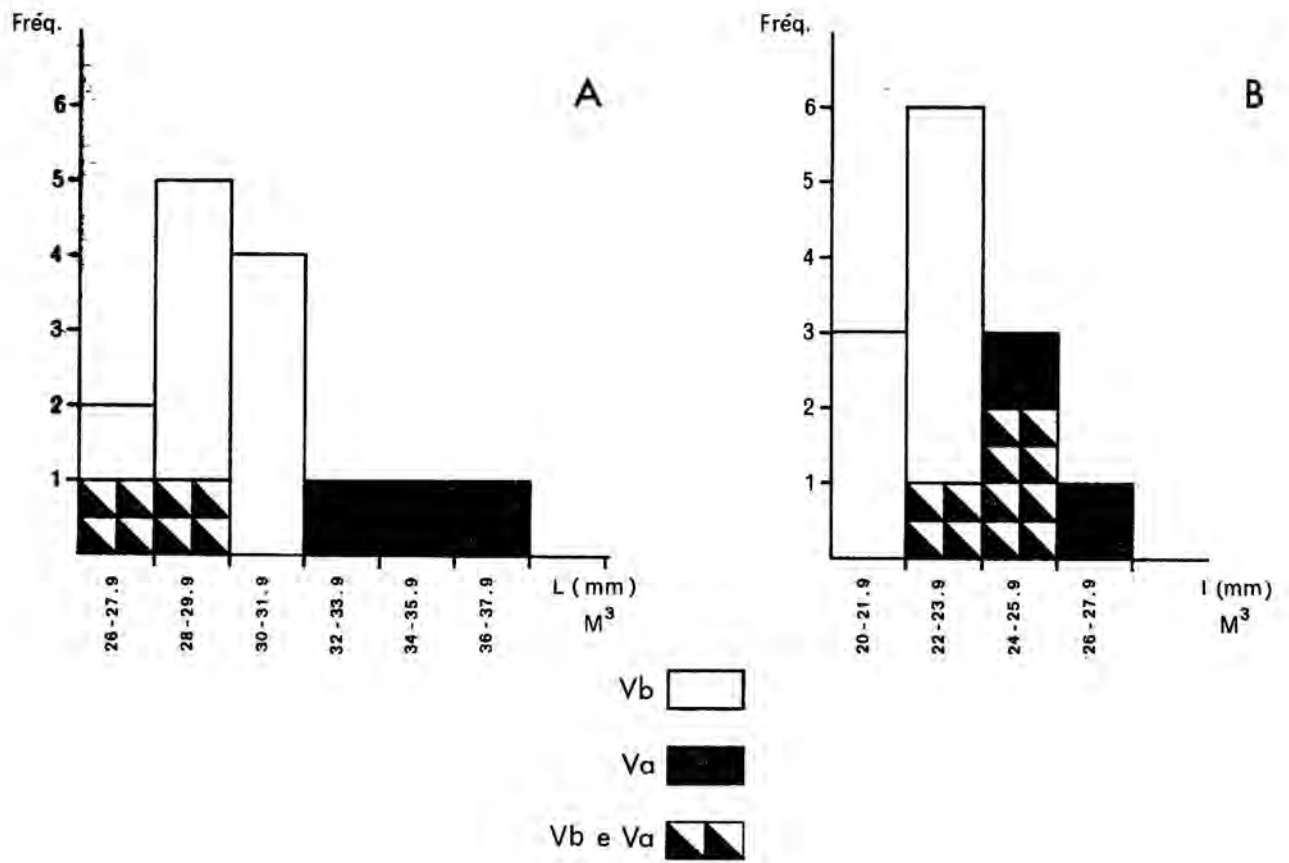 Fréq.
A
6
5
4
3
2
1
26-27.9
28-29.9
30-31.9
32-33.9
34-35.9
36-37.9
L (mm)
M³
Fréq.
B
6
5
4
3
2
1
20-21.9
22-23.9
24-25.9
26-27.9
l (mm)
M³
Vb
Va
Vb e Va